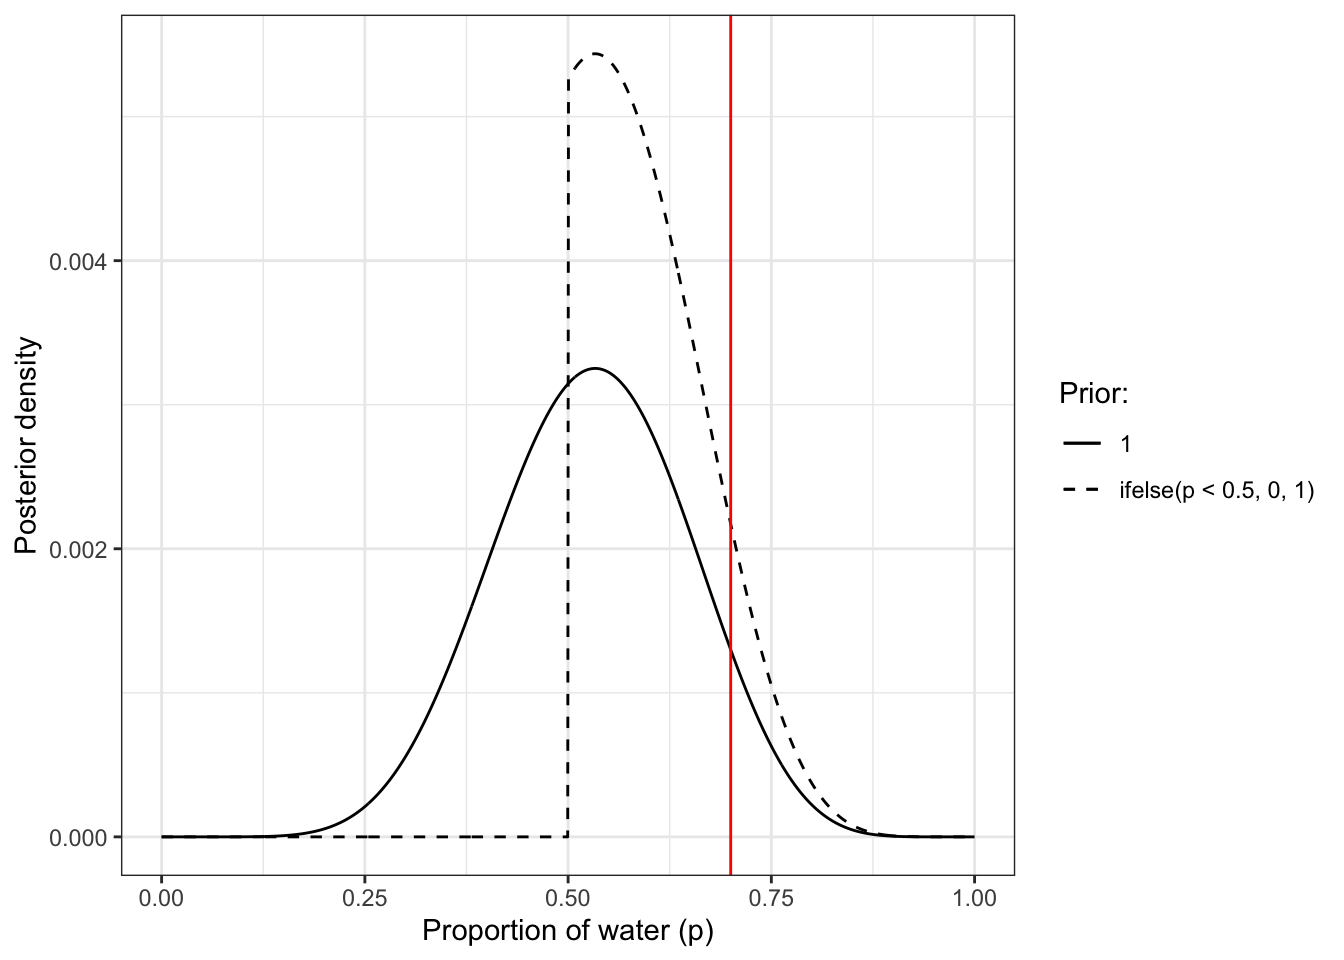 Posterior density
0.004
0.002
0.000
0.00 0.25 0.50 0.75 1.00
Proportion of water (p)
Prior:
1
ifelse(p < 0.5, 0, 1)